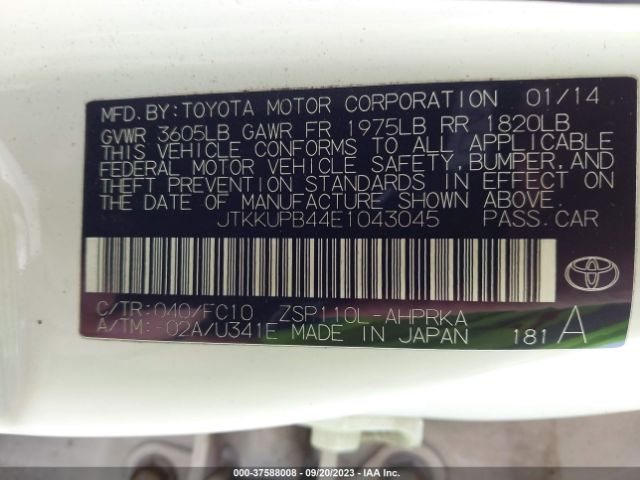 MFD.BY:TOYOTA MOTOR CORPORATION 01/14
GVWR 3605LB GAWR FR 1975LB RR 1820LB
THIS VEHICLE CONFORMS TO ALL APPLICABLE
FEDERAL MOTOR VEHICLE SAFETY, BUMPER, AND
THEFT PREVENTION STANDARDS IN EFFECT ON
THE DATE OF MANUFACTURE SHOWN ABOVE.
JTKKUPB44E1043045 PASS.CAR
C/TR:040/FC10 ZSP110L-AHPRKA
A/TM:-02A/U341E MADE IN JAPAN
181 A
000-37588008 | 09/20/2023 | IAA Inc.